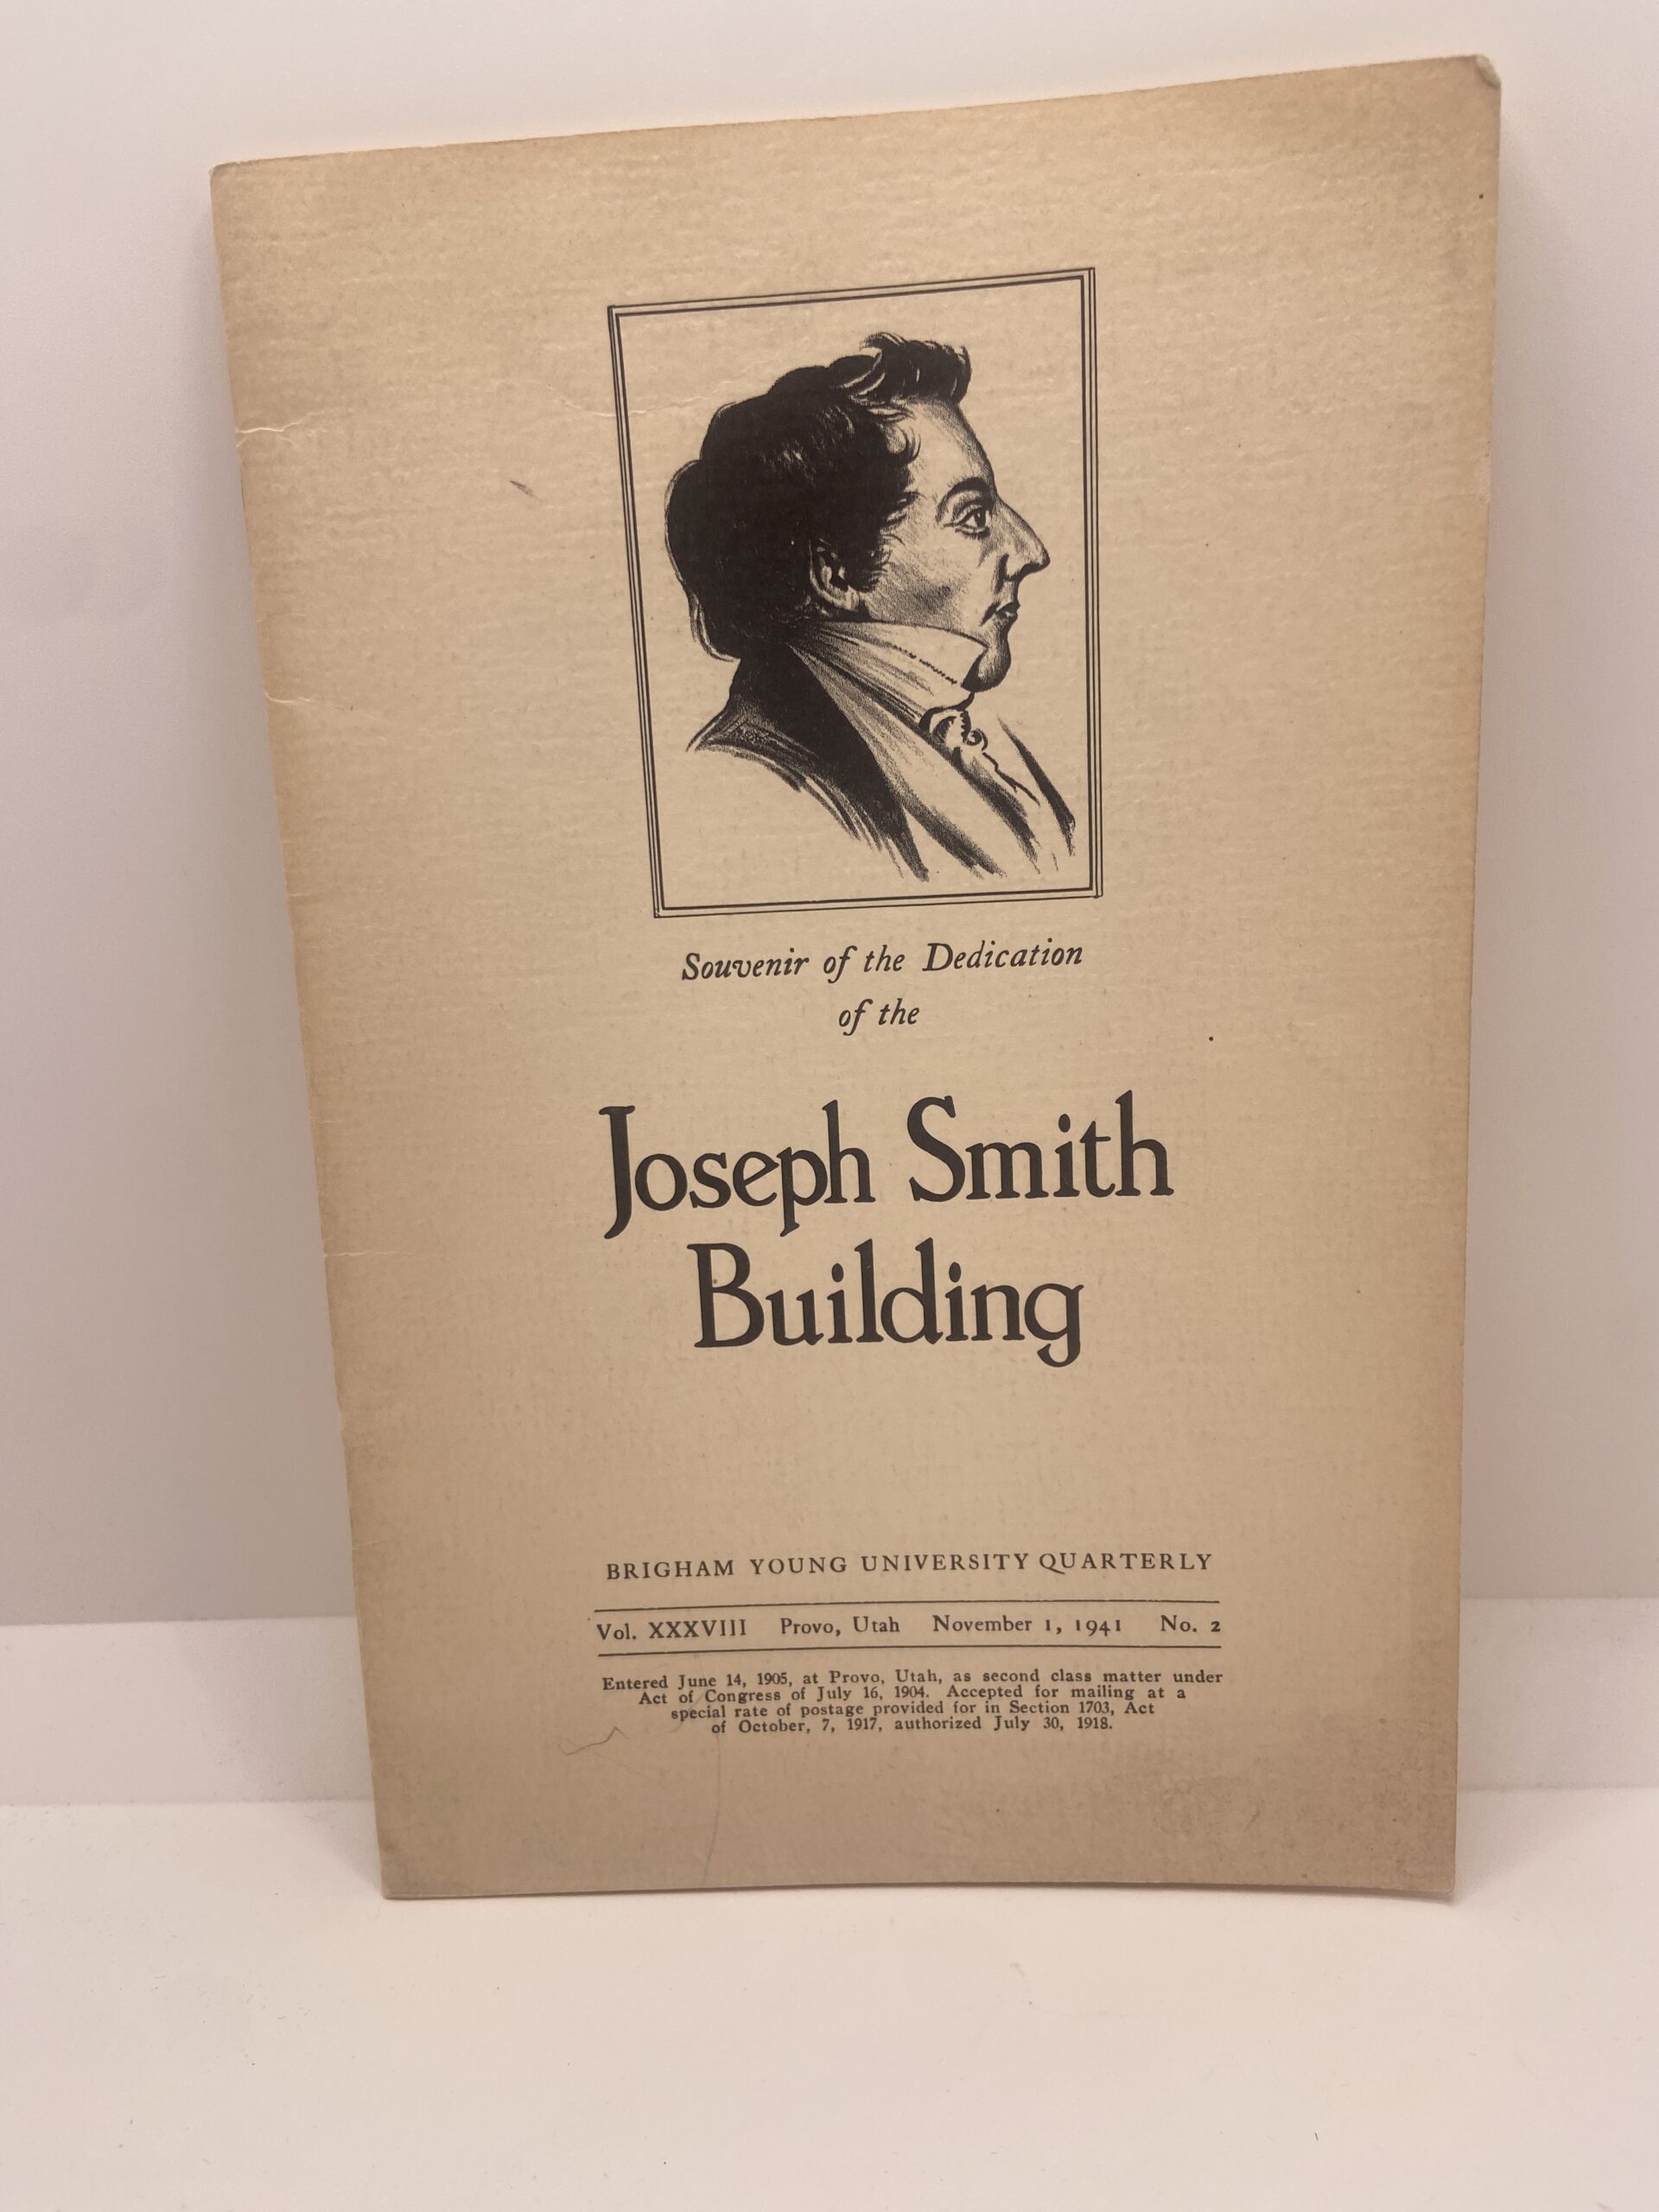 Souvenir of the Dedication
of the
Joseph Smith
Building
BRIGHAM YOUNG UNIVERSITY QUARTERLY
Vol. XXXVIII Provo, Utah November 1, 1941 No. 2
Entered June 14, 1905, at Provo, Utah, as second class matter under
Act of Congress of July 16, 1904. Accepted for mailing at a
special rate of postage provided for in Section 1703, Act
of October, 7, 1917, authorized July 30, 1918.